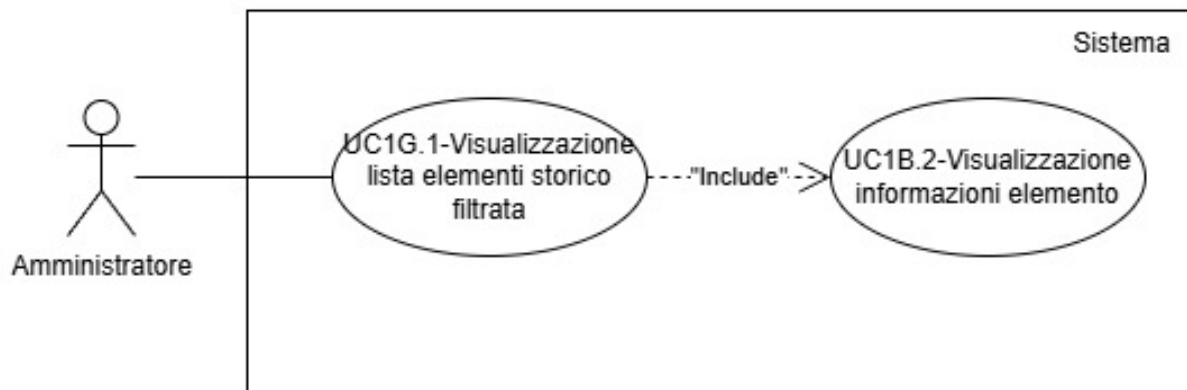 Sistema
Amministratore
UC1G.1-Visualizzazione
lista elementi storico
filtrata
"Include"
UC1B.2-Visualizzazione
informazioni elemento